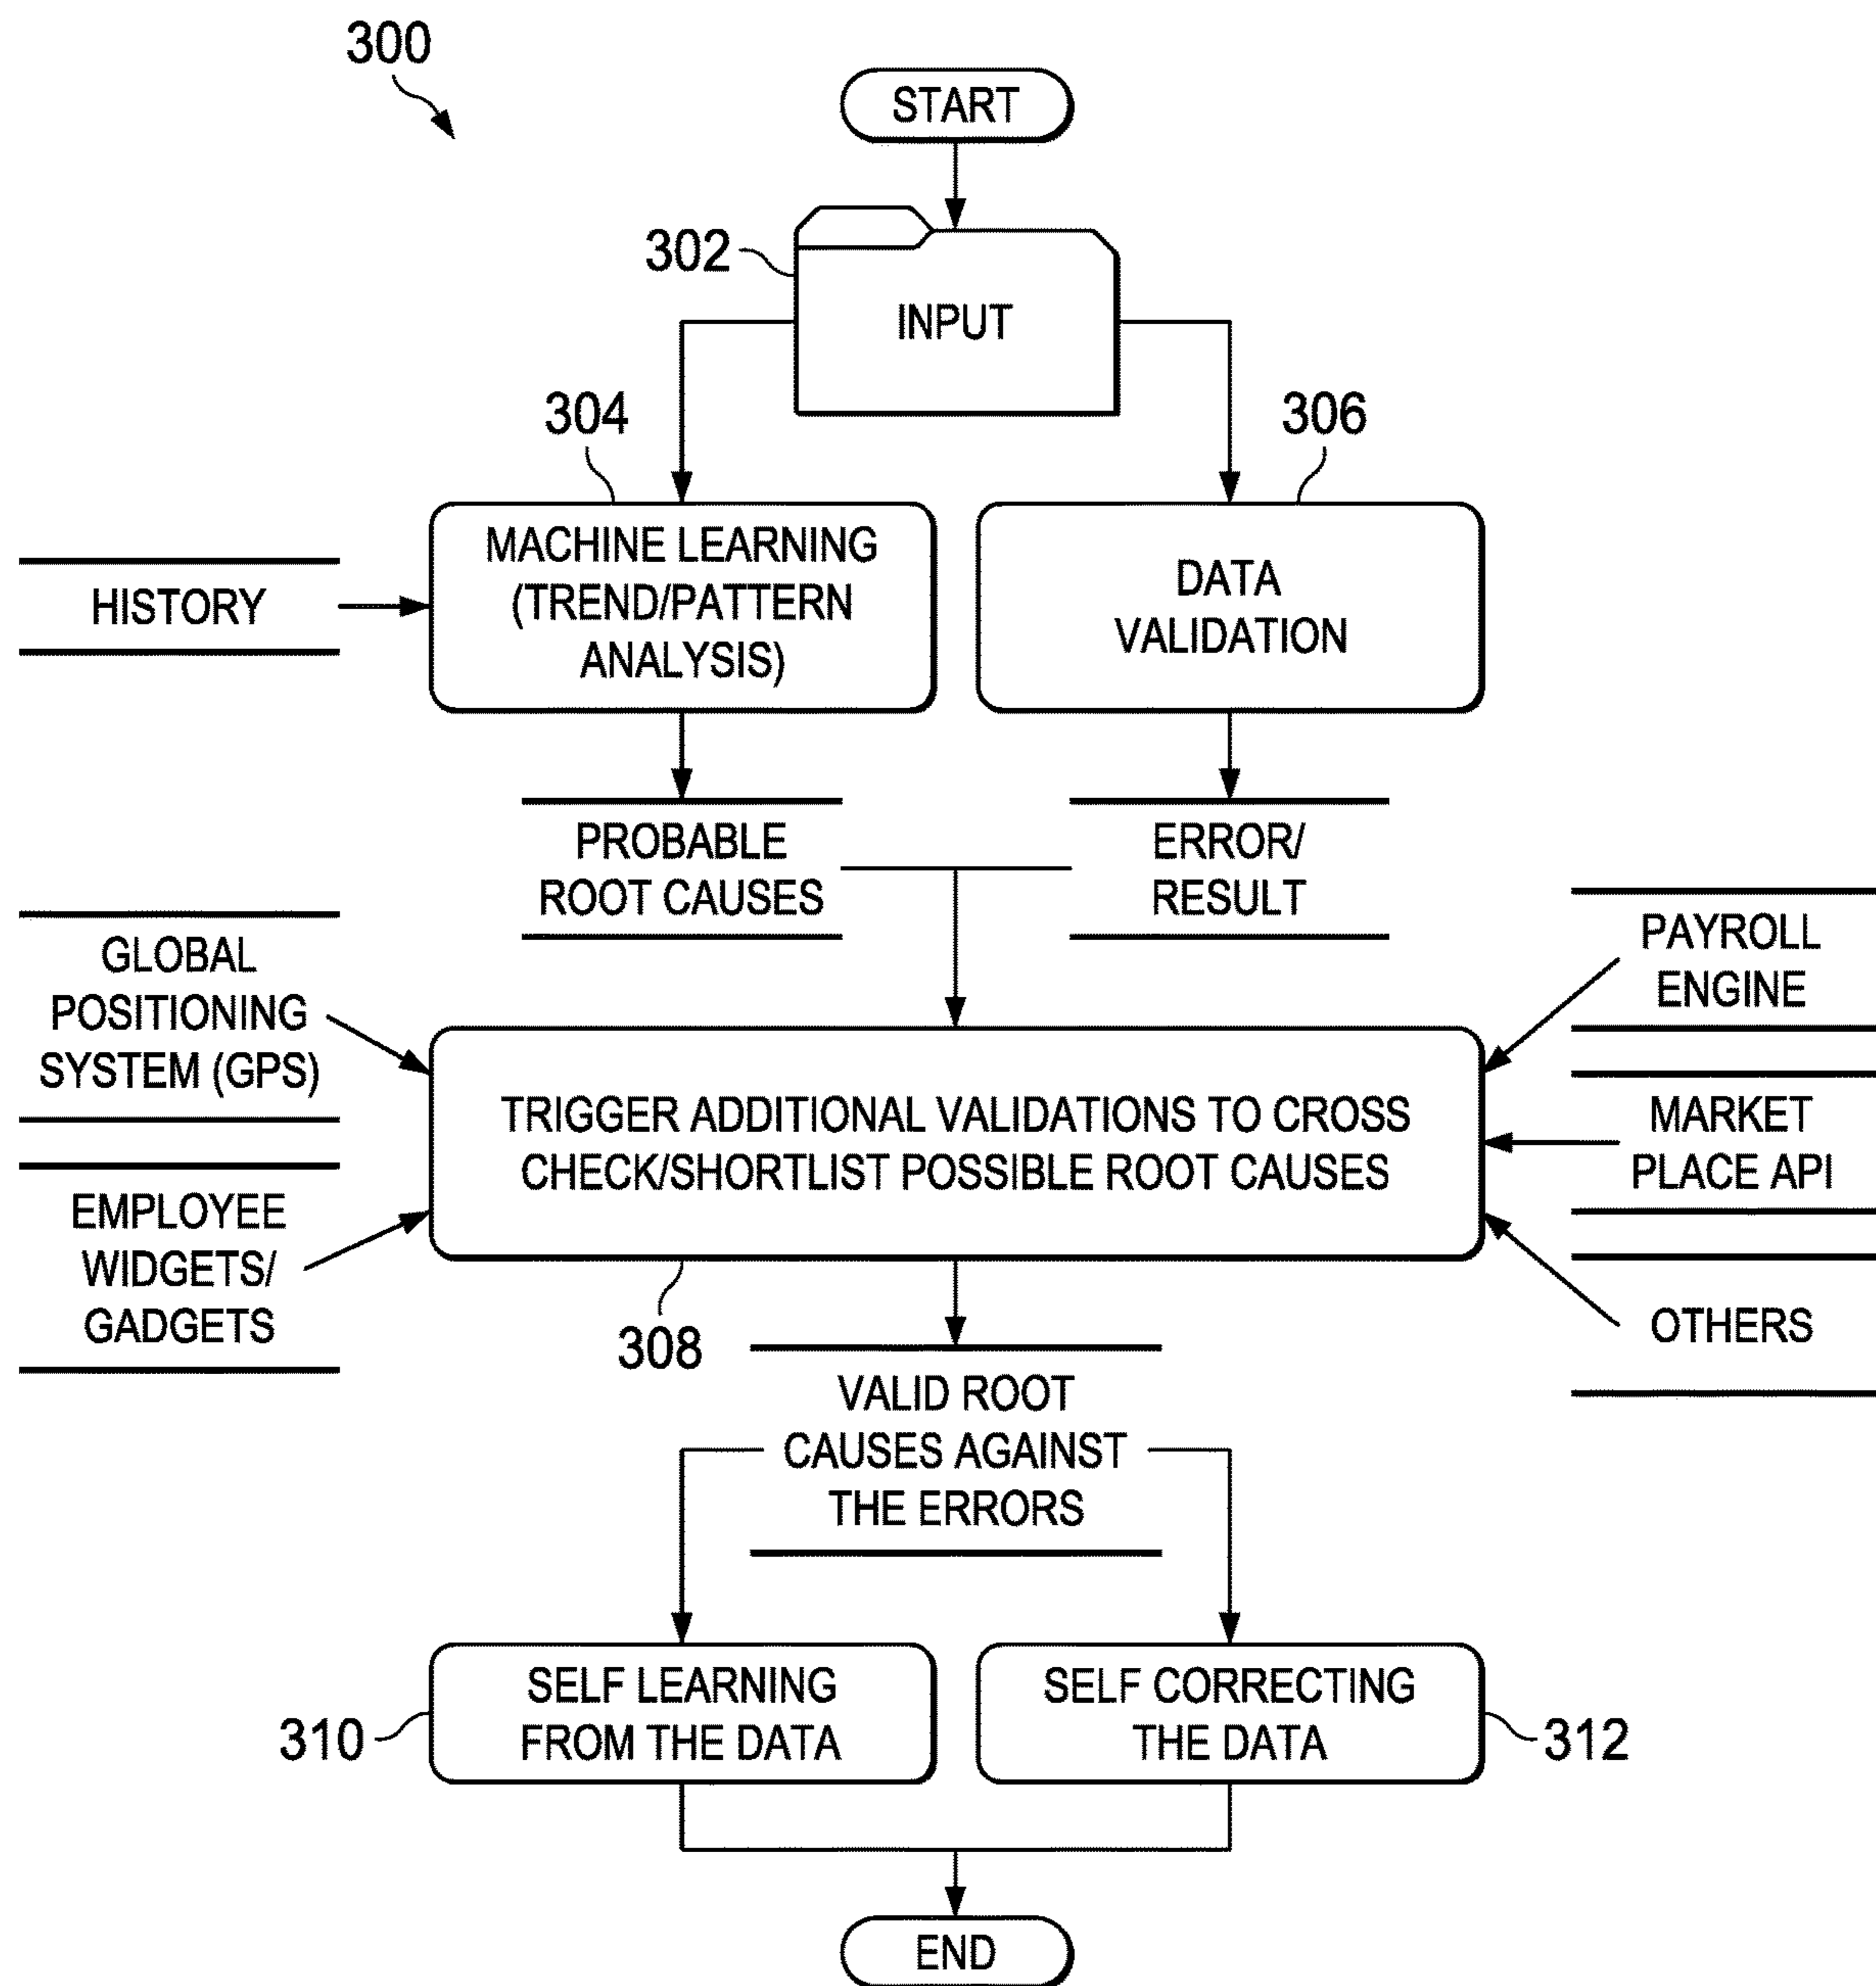 300
START
302
INPUT
304
306
MACHINE LEARNING
(TREND/PATTERN
ANALYSIS)
DATA
VALIDATION
HISTORY
PROBABLE
ROOT CAUSES
ERROR/
RESULT
GLOBAL
POSITIONING
SYSTEM (GPS)
PAYROLL
ENGINE
TRIGGER ADDITIONAL VALIDATIONS TO CROSS
CHECK/SHORTLIST POSSIBLE ROOT CAUSES
MARKET
PLACE API
EMPLOYEE
WIDGETS/
GADGETS
OTHERS
308
VALID ROOT
CAUSES AGAINST
THE ERRORS
310
SELF LEARNING
FROM THE DATA
SELF CORRECTING
THE DATA
312
END